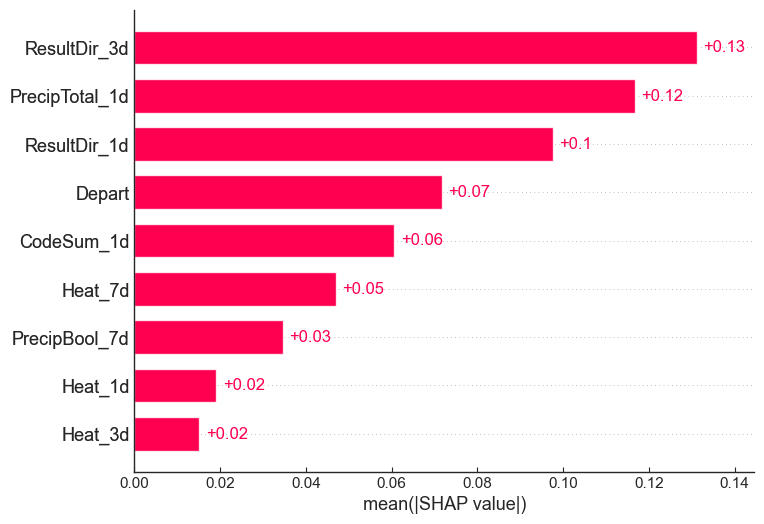 ResultDir_3d +0.13
PrecipTotal_1d +0.12
ResultDir_1d +0.1
Depart +0.07
CodeSum_1d +0.06
Heat_7d +0.05
PrecipBool_7d +0.03
Heat_1d +0.02
Heat_3d +0.02
0.00 0.02 0.04 0.06 0.08 0.10 0.12 0.14
mean(|SHAP value|)